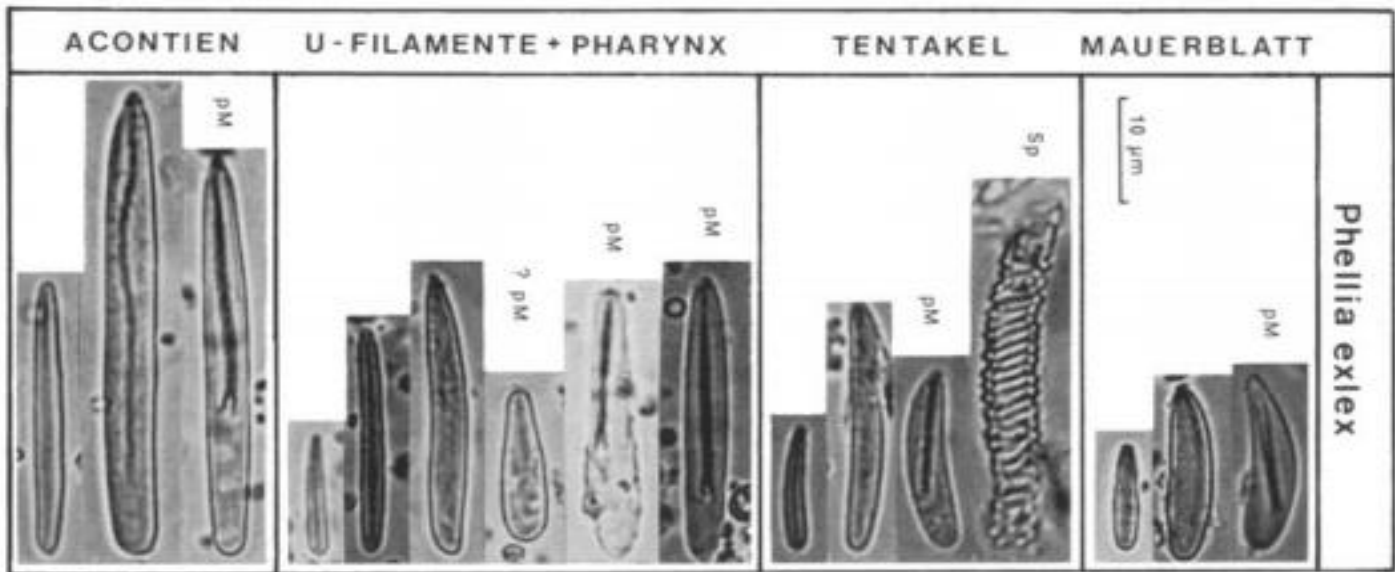 ACONTIEN
U-FILAMENTE + PHARYNX
TENTAKEL
MAUERBLATT
pM
? pM
pM
pM
pM
Sp
10 µm
pM
Phellia exlex